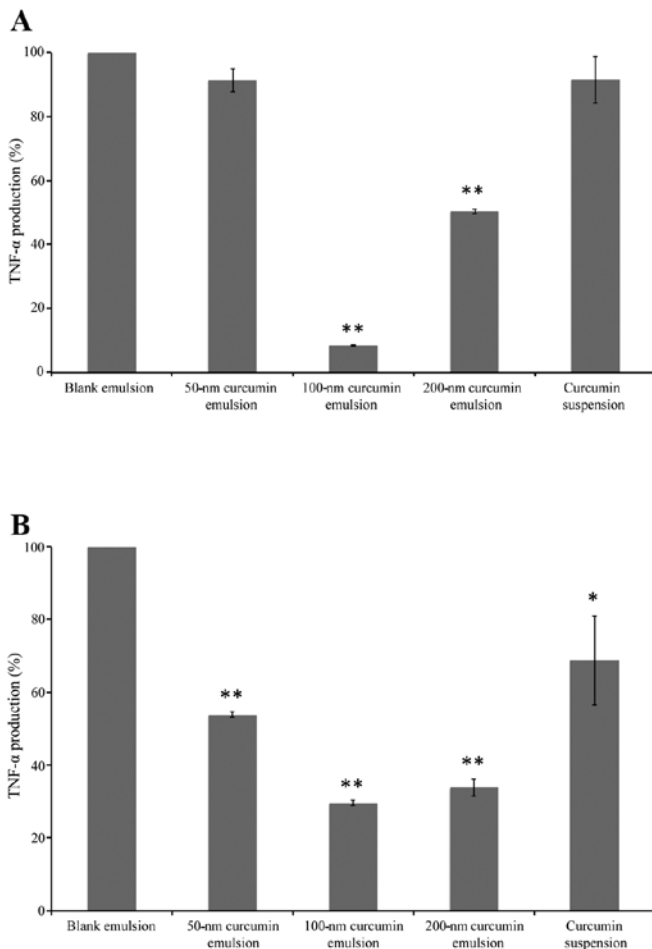 A
100
80
60
40
20
0
TNF-α production (%)
**
**
Blank emulsion
50-nm curcumin
emulsion
100-nm curcumin
emulsion
200-nm curcumin
emulsion
Curcumin
suspension
B
100
80
60
40
20
0
TNF-α production (%)
**
**
**
*
Blank emulsion
50-nm curcumin
emulsion
100-nm curcumin
emulsion
200-nm curcumin
emulsion
Curcumin
suspension